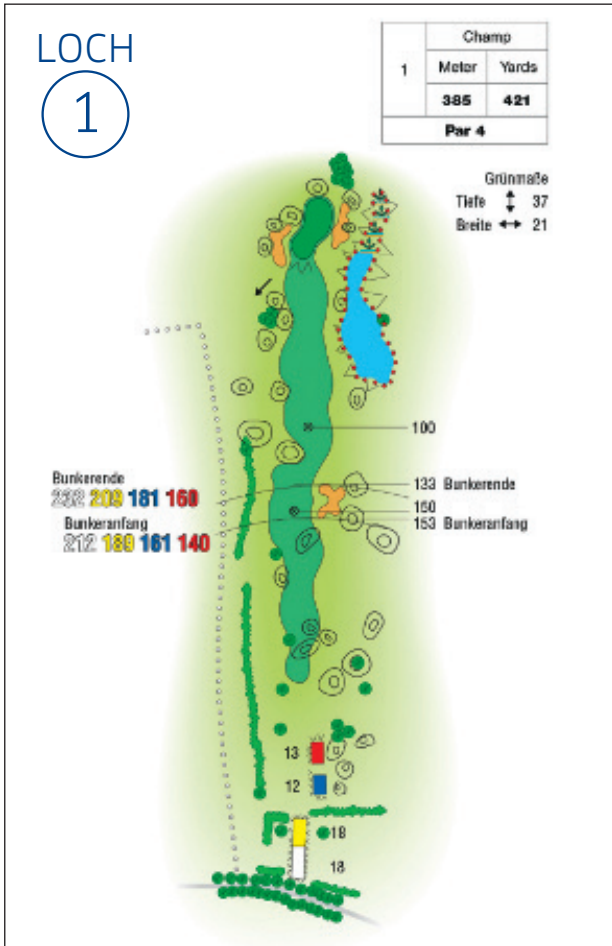 LOCH
1
Champ
1 Meter Yards
385 421
Par 4
Grünmaße
Tiefe 37
Breite 21
100
Bunkerende
232 209 181 160
133 Bunkerende
150
Bunkeranfang
212 189 161 140
153 Bunkeranfang
13
12
18
18